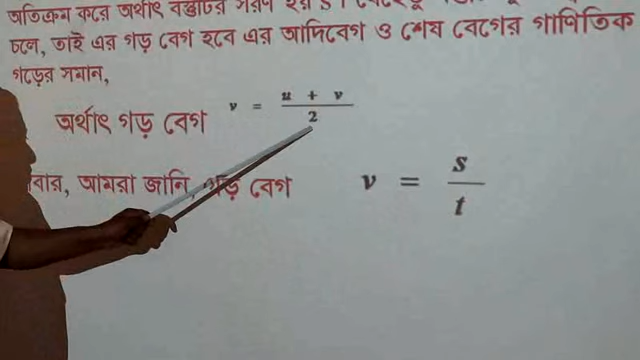 অতিক্রম করে অর্থাৎ বস্তুটির সরণ হয় s।
চলে, তাই এর গড় বেগ হবে এর আদিবেগ ও শেষ বেগের গাণিতিক
গড়ের সমান,
অর্থাৎ গড় বেগ v = u + v / 2
আমরা জানি, গড় বেগ v = s / t